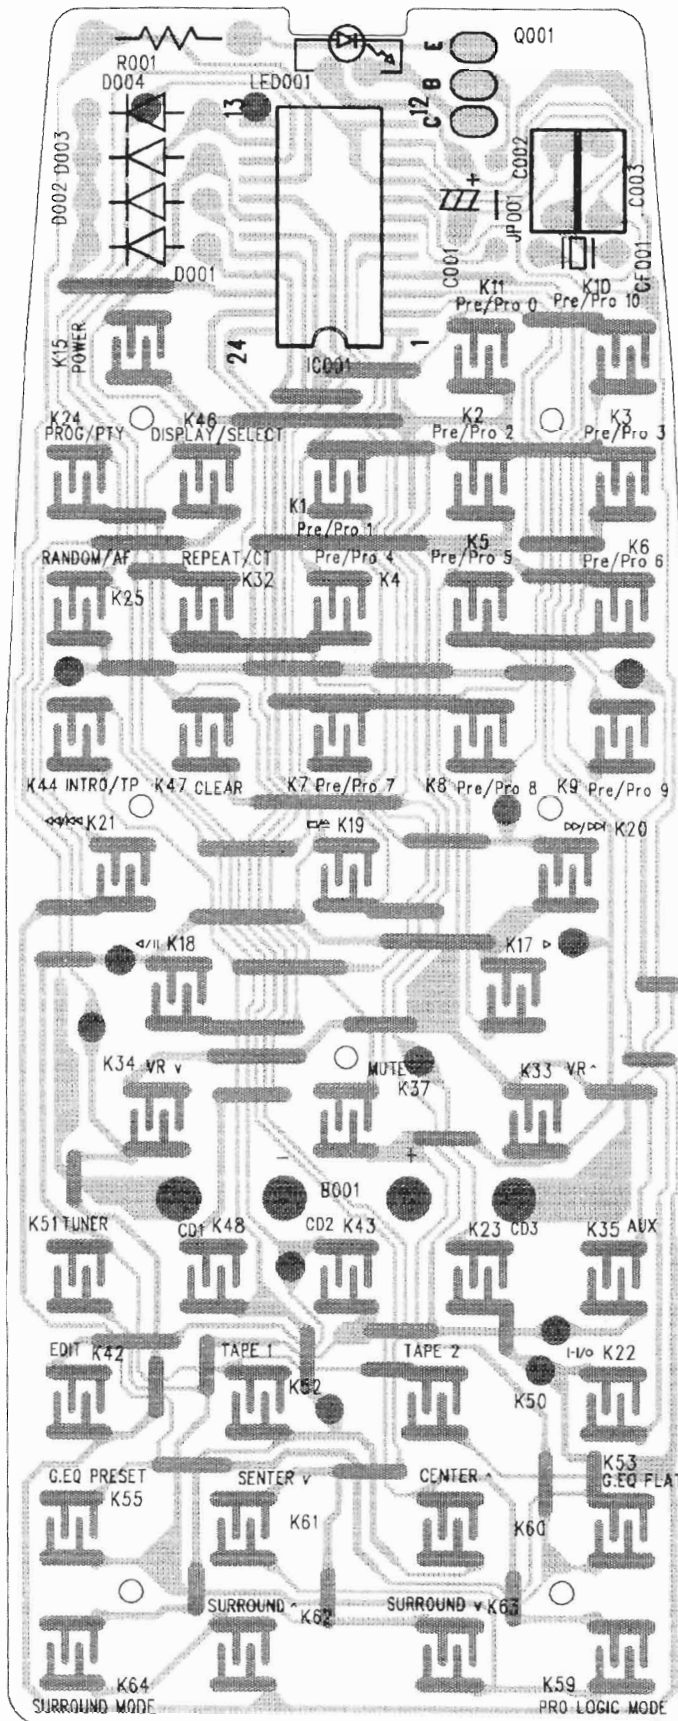 E
Q001
R001
D004
LED001
B
13
12
C
D003
D002
C002
C003
+
JP001
C001
CF001
D001
K11
Pre/Pro 0
K10
Pre/Pro 10
K15
POWER
24
1
IC001
K24
PROG/PTY
K46
DISPLAY/SELECT
K2
Pre/Pro 2
K3
Pre/Pro 3
K1
Pre/Pro 1
RANDOM/AF
REPEAT/CT
Pre/Pro 4
K5
Pre/Pro 5
K6
Pre/Pro 6
K25
K32
K4
K44 INTRO/TP
K47 CLEAR
K7 Pre/Pro 7
K8 Pre/Pro 8
K9 Pre/Pro 9
K21
K19
K20
K18
K17
K34 VR ∨
MUTE
K37
K33 VR ^
-
+
B001
K51 TUNER
CD1 K48
CD2 K43
K23 CD3
K35 AUX
EDIT K42
TAPE 1
K52
TAPE 2
K50
I-I/O K22
G.EQ PRESET
K55
SENTER ∨
K61
CENTER ^
K60
K53
G.EQ FLAT
SURROUND ^
K62
SURROUND ∨ K63
K64
SURROUND MODE
K59
PRO LOGIC MODE